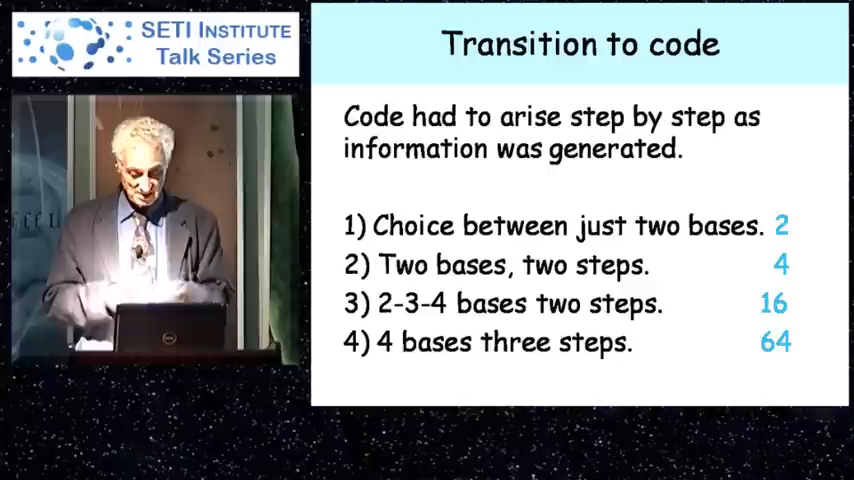 SETI INSTITUTE
Talk Series
Transition to code
Code had to arise step by step as
information was generated.
1) Choice between just two bases. 2
2) Two bases, two steps. 4
3) 2-3-4 bases two steps. 16
4) 4 bases three steps. 64